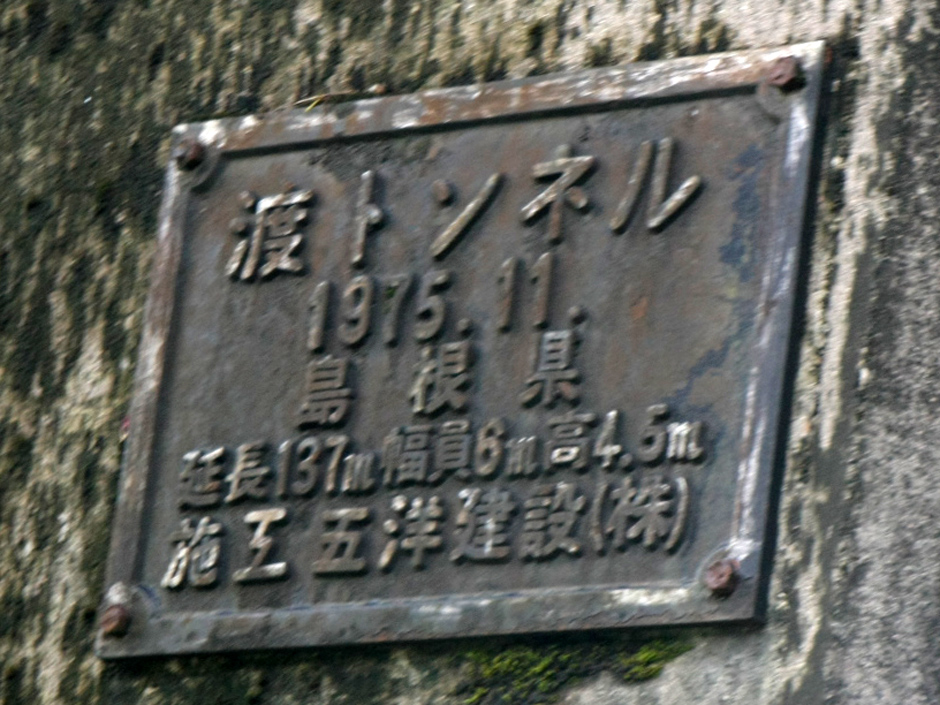 渡トンネル
1975.11.
島根県
延長137m幅員6m高4.5m
施工五洋建設(株)